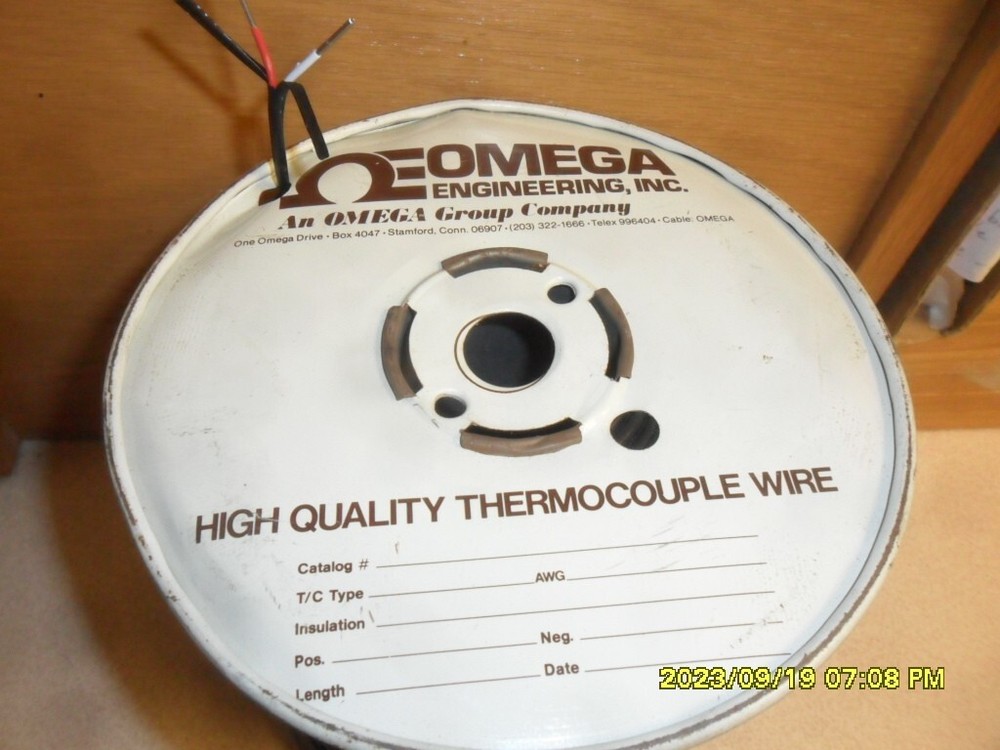 OMEGA
ENGINEERING, INC.
An OMEGA Group Company
One Omega Drive • Box 4047 • Stamford, Conn. 06907 • (203) 322-1666 • Telex 996404 • Cable: OMEGA
HIGH QUALITY THERMOCOUPLE WIRE
Catalog #
T/C Type AWG
Insulation
Pos. Neg.
Length Date
2023/09/19 07:08 PM